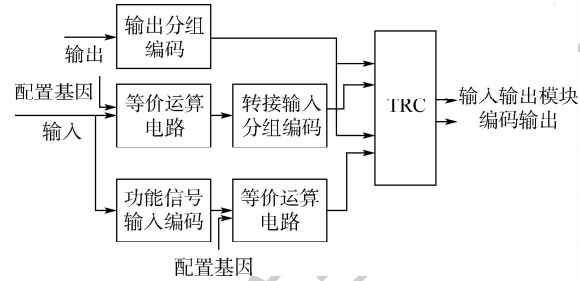 输出分组
编码
输出
配置基因
等价运算
电路
转接输入
分组编码
TRC
输入输出模块
编码输出
输入
功能信号
输入编码
等价运算
电路
配置基因